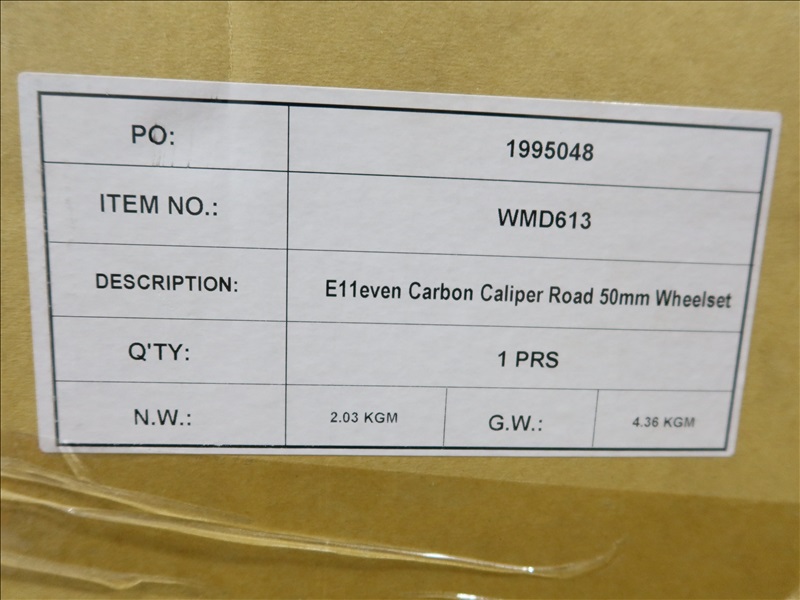 PO: 1995048
ITEM NO.: WMD613
DESCRIPTION: E11even Carbon Caliper Road 50mm Wheelset
Q'TY: 1 PRS
N.W.: 2.03 KGM G.W.: 4.36 KGM